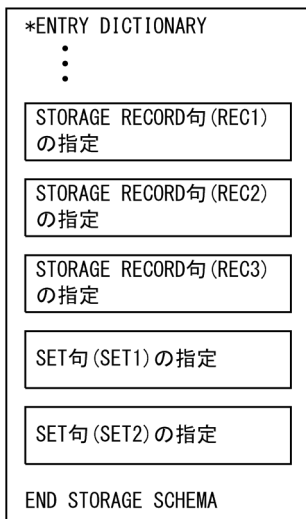 *ENTRY DICTIONARY
・
・
・
STORAGE RECORD句(REC1)
の指定
STORAGE RECORD句(REC2)
の指定
STORAGE RECORD句(REC3)
の指定
SET句(SET1)の指定
SET句(SET2)の指定
END STORAGE SCHEMA